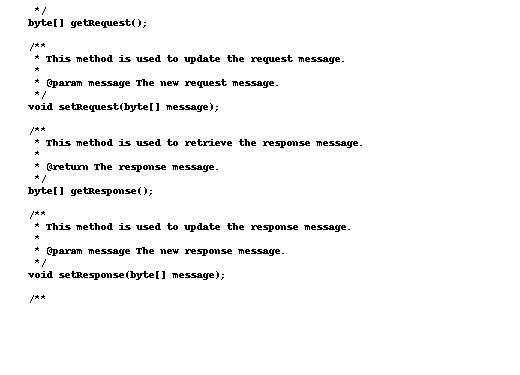 */
byte[] getRequest();
/**
 * This method is used to update the request message.
 *
 * @param message The new request message.
 */
void setRequest(byte[] message);
/**
 * This method is used to retrieve the response message.
 *
 * @return The response message.
 */
byte[] getResponse();
/**
 * This method is used to update the response message.
 *
 * @param message The new response message.
 */
void setResponse(byte[] message);
/**